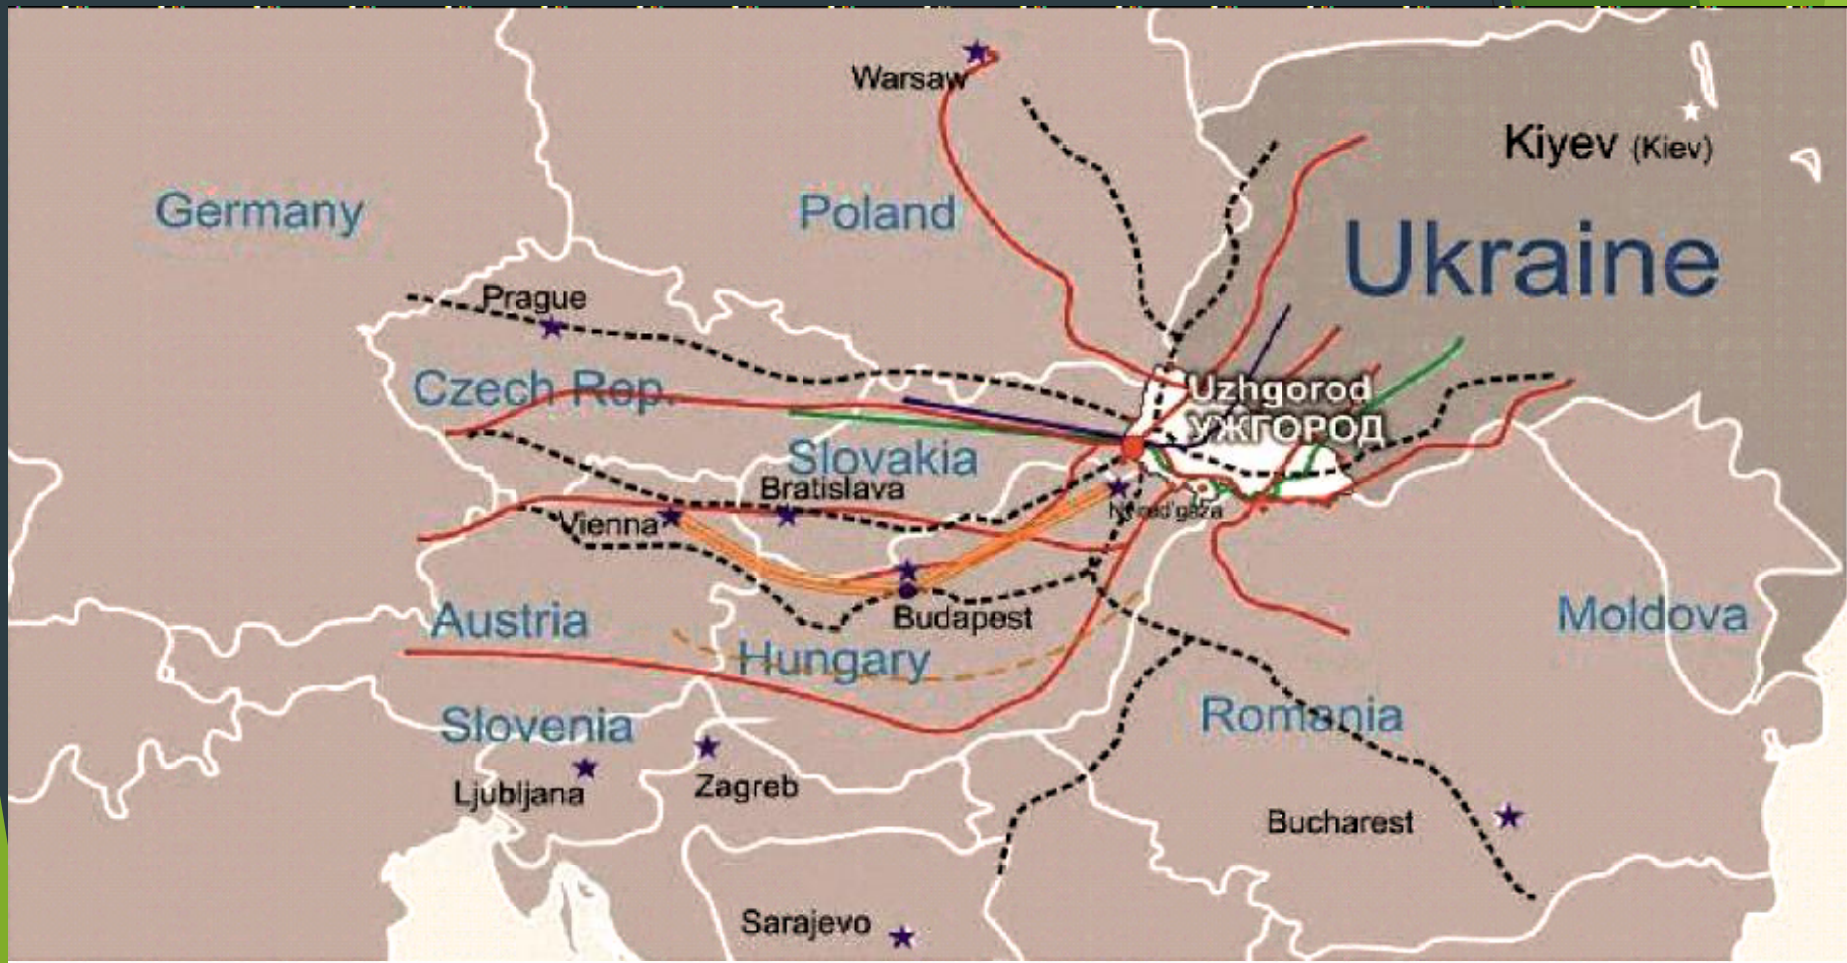 Warsaw
Kiyev (Kiev)
Germany
Poland
Ukraine
Prague
Czech Rep.
Uzhgorod
УЖГОРОД
Slovakia
Bratislava
Vienna
Budapest
Austria
Hungary
Moldova
Slovenia
Romania
Ljubljana
Zagreb
Bucharest
Sarajevo